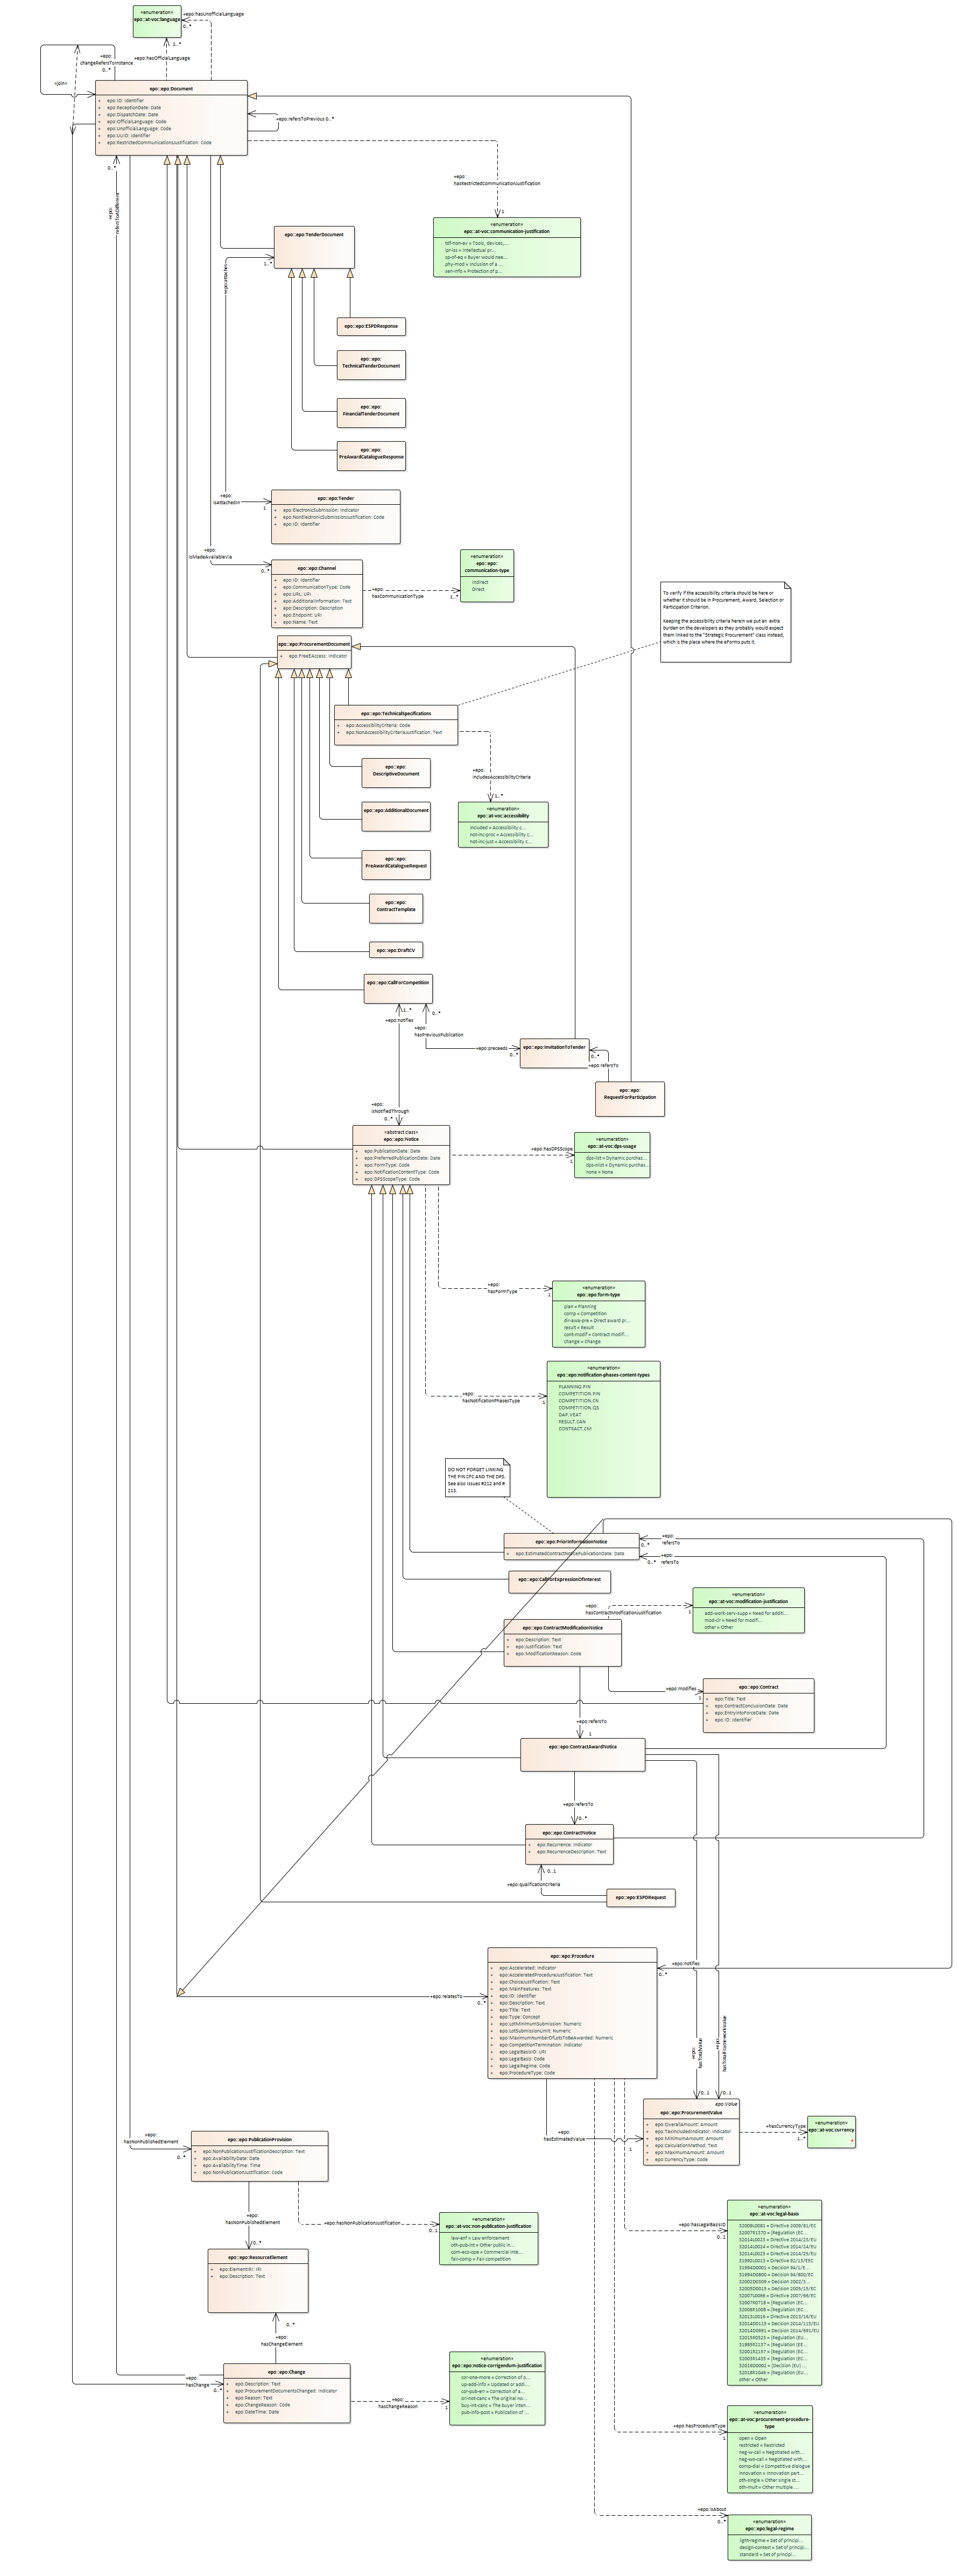 «enumeration»
epo::at-voc:language
+epo:hasUnofficialLanguage
0..*
1..*
+epo:hasOfficialLanguage
+epo:
changeRefersToInstance
0..*
«join»
epo::epo:Document
+ epo:ID: Identifier
+ epo:ReceptionDate: Date
+ epo:DispatchDate: Date
+ epo:OfficialLanguage: Code
+ epo:UnofficialLanguage: Code
+ epo:UUID: Identifier
+ epo:RestrictedCommunicationsJustification: Code
+epo:refersToPrevious 0..*
0..*
+epo:
refersToADifferent
+epo:
hasRestrictedCommunicationJustification
1
«enumeration»
epo::at-voc:communication-justification
tdf-non-av = Tools, devices,...
ipr-iss = Intellectual pr...
sp-of-eq = Buyer would nee...
phy-mod = Inclusion of a ...
sen-info = Protection of p...
epo::epo:TenderDocument
1..*
+epo:attaches
epo::epo:ESPDResponse
epo::epo:
TechnicalTenderDocument
epo::epo:
FinancialTenderDocument
epo::epo:
PreAwardCatalogueResponse
+epo:
isAttachedIn
1
epo::epo:Tender
+ epo:ElectronicSubmission: Indicator
+ epo:NonElectronicSubmissionJustification: Code
+ epo:ID: Identifier
+epo:
isMadeAvailableVia
0..*
epo::epo:Channel
+ epo:ID: Identifier
+ epo:CommunicationType: Code
+ epo:URL: URI
+ epo:AdditionalInformation: Text
+ epo:Description: Description
+ epo:Endpoint: URI
+ epo:Name: Text
+epo:
hasCommunicationType
1..*
«enumeration»
epo::epo:
communication-type
Indirect
Direct
To verify if the accessibility criteria should be here or
whether it should be in Procurement, Award, Selection or
Participation Criterion.
Keeping the accessibility criteria herein we put an extra
burden on the developers as they probably would expect
them linked to the "Strategic Procurement" class instead,
which is the place where the eForms puts it.
epo::epo:ProcurementDocument
+ epo:FreeEAccess: Indicator
epo::epo:TechnicalSpecifications
+ epo:AccessibilityCriteria: Code
+ epo:NonAccessibilityCriteriaJustification: Text
+epo:
includesAccessibilityCriteria
1..*
«enumeration»
epo::at-voc:accessibility
included = Accessibility c...
not-inc-proc = Accessibility c...
not-inc-just = Accessibility c...
epo::epo:
DescriptiveDocument
epo::epo:AdditionalDocument
epo::epo:
PreAwardCatalogueRequest
epo::epo:
ContractTemplate
epo::epo:DraftCV
epo::epo:CallForCompetition
1..*
+epo:notifies
0..*
+epo:
hasPreviousPublication
+epo:preceeds
0..*
epo::epo:InvitationToTender
0..*
+epo:refersTo
epo::epo:
RequestForParticipation
+epo:
isNotifiedThrough
0..*
«abstract class»
epo::epo:Notice
+ epo:PublicationDate: Date
+ epo:PreferredPublicationDate: Date
+ epo:FormType: Code
+ epo:NotificationContentType: Code
+ epo:DPSScopeType: Code
+epo:hasDPSScope
1
«enumeration»
epo::at-voc:dps-usage
dps-list = Dynamic purchas...
dps-nlist = Dynamic purchas...
none = None
+epo:
hasFormType
1
«enumeration»
epo::epo:form-type
plan = Planning
comp = Competition
dir-awa-pre = Direct award pr...
result = Result
cont-modif = Contract modifi...
change = Change
+epo:
hasNotificationPhasesType
1
«enumeration»
epo::epo:notification-phases-content-types
PLANNING.PIN
COMPETITION.PIN
COMPETITION.CN
COMPETITION.QS
DAP.VEAT
RESULT.CAN
CONTRACT.CM
DO NOT FORGET LINKING
THE PIN CFC AND THE DPS.
See also issues #212 and #
213.
epo::epo:PriorInformationNotice
+ epo:EstimatedContractNoticePublicationDate: Date
+epo:
refersTo
0..*
+epo:
refersTo
0..*
epo::epo:CallForExpressionOfInterest
+epo:
hasContractModificationJustification
1
«enumeration»
epo::at-voc:modification-justification
add-work-serv-supp = Need for addit...
mod-cir = Need for modifi...
other = Other
epo::epo:ContractModificationNotice
+ epo:Description: Text
+ epo:Justification: Text
+ epo:ModificationReason: Code
+epo:modifies
1
epo::epo:Contract
+ epo:Title: Text
+ epo:ContractConclusionDate: Date
+ epo:EntryIntoForceDate: Date
+ epo:ID: Identifier
+epo:refersTo
1
epo::epo:ContractAwardNotice
+epo:refersTo
0..*
epo::epo:ContractNotice
+ epo:Recurrence: Indicator
+ epo:RecurrenceDescription: Text
0..1
+epo:qualificationCriteria
epo::epo:ESPDRequest
+epo:notifies
0..*
+epo:relatesTo
0..*
epo::epo:Procedure
+ epo:Accelerated: Indicator
+ epo:AcceleratedProcedureJustification: Text
+ epo:ChoiceJustification: Text
+ epo:MainFeatures: Text
+ epo:ID: Identifier
+ epo:Description: Text
+ epo:Title: Text
+ epo:Type: Concept
+ epo:LotMinimumSubmission: Numeric
+ epo:LotSubmissionLimit: Numeric
+ epo:MaximumNumberOfLotsToBeAwarded: Numeric
+ epo:CompetitionTermination: Indicator
+ epo:LegalBasisID: URI
+ epo:LegalBasis: Code
+ epo:LegalRegime: Code
+ epo:ProcedureType: Code
+epo:
hasTotalValue
0..1
+epo:
hasTotalFrameworkValue
0..1
+epo:
hasEstimatedValue
1
epo:Value
epo::epo:ProcurementValue
+ epo:OverallAmount: Amount
+ epo:TaxIncludedIndicator: Indicator
+ epo:MinimumAmount: Amount
+ epo:CalculationMethod: Text
+ epo:MaximumAmount: Amount
+ epo:CurrencyType: Code
+hasCurrencyType
1..*
«enumeration»
epo::at-voc:currency
+epo:
hasNonPublishedElement
0..*
epo::epo:PublicationProvision
+ epo:NonPublicationJustificationDescription: Text
+ epo:AvailabilityDate: Date
+ epo:AvailabilityTime: Time
+ epo:NonPublicationJustification: Code
+epo:
hasNonPublishedElement
0..*
+epo:hasNonPublicationJustification
0..1
«enumeration»
epo::at-voc:non-publication-justification
law-enf = Law enforcement
oth-pub-int = Other public in...
com-eco-ops = Commercial inte...
fair-comp = Fair competition
epo::epo:ResourceElement
+ epo:ElementIRI: IRI
+ epo:Description: Text
0..*
+epo:
hasChangeElement
+epo:
hasChange
0..*
epo::epo:Change
+ epo:Description: Text
+ epo:ProcurementDocumentsChanged: Indicator
+ epo:Reason: Text
+ epo:ChangeReason: Code
+ epo:DateTime: Date
+epo:
hasChangeReason
1
«enumeration»
epo::epo:notice-corrigendum-justification
cor-one-more = Correction of o...
up-add-info = Updated or addi...
cor-pub-err = Correction of a...
ori-not-canc = The original no...
buy-int-canc = The buyer inten...
pub-info-post = Publication of ...
+epo:hasLegalBasisID
0..1
«enumeration»
epo::at-voc:legal-basis
32009L0081 = Directive 2009/81/EC
32007R1370 = (Regulation (EC...
32014L0023 = Directive 2014/23/EU
32014L0024 = Directive 2014/24/EU
32014L0025 = Directive 2014/25/EU
31992L0013 = Directive 92/13/EEC
31994D0001 = Decision 94/1/E...
31994D0800 = Decision 94/800/EC
32002D0309 = Decision 2002/3...
32005D0015 = Decision 2005/15/EC
32007L0066 = Directive 2007/66/EC
32007R0718 = (Regulation (EC...
32008R1008 = (Regulation (EC...
32013L0016 = Directive 2013/16/EU
32014D0115 = Decision 2014/115/EU
32014D0691 = Decision 2014/691/EU
32015R0323 = (Regulation (EU...
31985R2137 = (Regulation (EE...
32001R2157 = (Regulation (EC...
32003R1435 = (Regulation (EC...
32016D0002 = (Decision (EU) ...
32018R1046 = (Regulation (EU...
other = Other
+epo:hasProcedureType
1
«enumeration»
epo::at-voc:procurement-procedure-
type
open = Open
restricted = Restricted
neg-w-call = Negotiated with...
neg-wo-call = Negotiated with...
comp-dial = Competitive dialogue
innovation = Innovation part...
oth-single = Other single st...
oth-mult = Other multiple ...
+epo:isAbout
0..*
«enumeration»
epo::epo:legal-regime
light-regime = Set of principl...
design-contest = Set of principl...
standard = Set of principl...